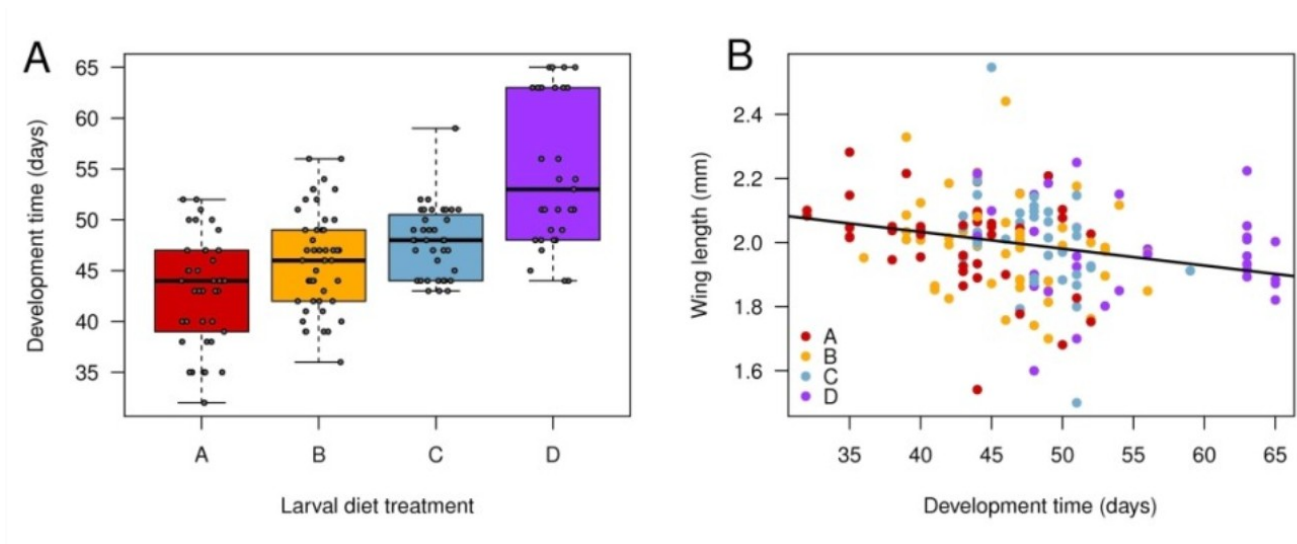 A
Development time (days)
65
60
55
50
45
40
35
A B C D
Larval diet treatment
B
Wing length (mm)
2.4
2.2
2.0
1.8
1.6
A
B
C
D
35 40 45 50 55 60 65
Development time (days)